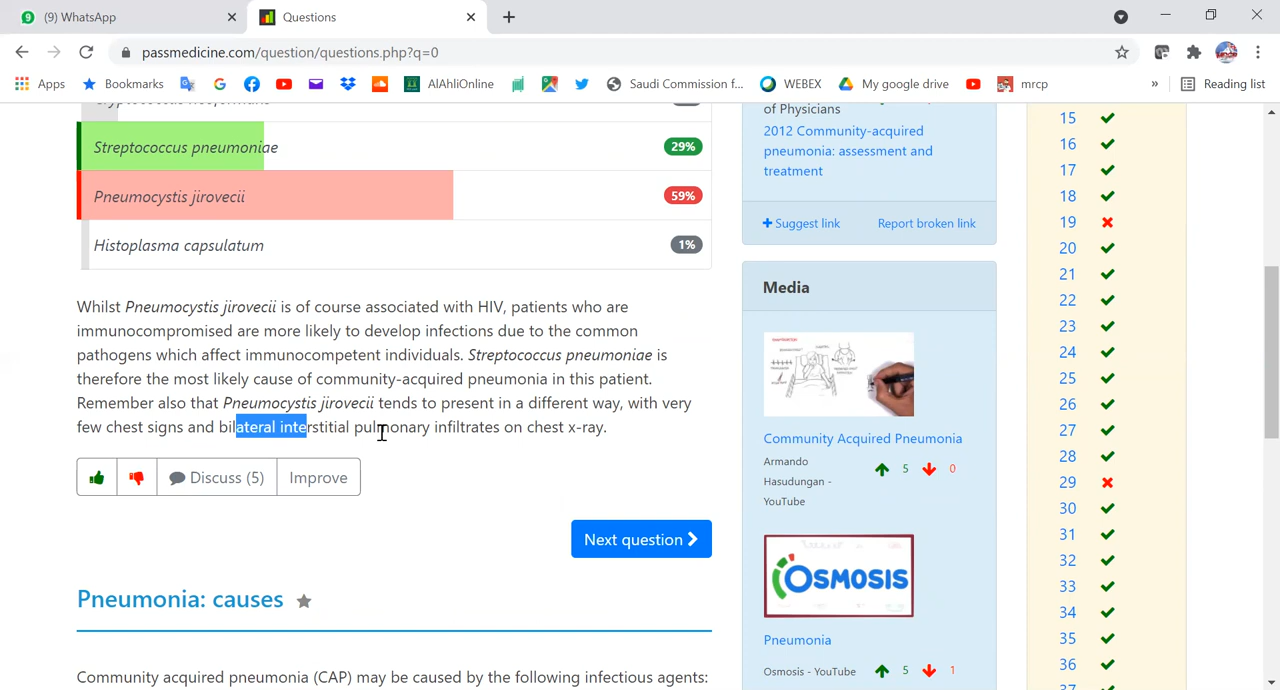 (9) WhatsApp
Questions
passmedicine.com/question/questions.php?q=0
Apps
Bookmarks
AlAhliOnline
Saudi Commission f...
WEBEX
My google drive
mrcp
»
Reading list
Streptococcus pneumoniae
29%
Pneumocystis jirovecii
59%
Histoplasma capsulatum
1%
Whilst Pneumocystis jirovecii is of course associated with HIV, patients who are
immunocompromised are more likely to develop infections due to the common
pathogens which affect immunocompetent individuals. Streptococcus pneumoniae is
therefore the most likely cause of community-acquired pneumonia in this patient.
Remember also that Pneumocystis jirovecii tends to present in a different way, with very
few chest signs and bilateral interstitial pulmonary infiltrates on chest x-ray.
Discuss (5)
Improve
Next question
Pneumonia: causes
Community acquired pneumonia (CAP) may be caused by the following infectious agents:
of Physicians
2012 Community-acquired
pneumonia: assessment and
treatment
Suggest link
Report broken link
Media
Community Acquired Pneumonia
Armando
Hasudungan -
YouTube
5
0
OSMOSIS
Pneumonia
Osmosis - YouTube
5
1
15
16
17
18
19
20
21
22
23
24
25
26
27
28
29
30
31
32
33
34
35
36
37